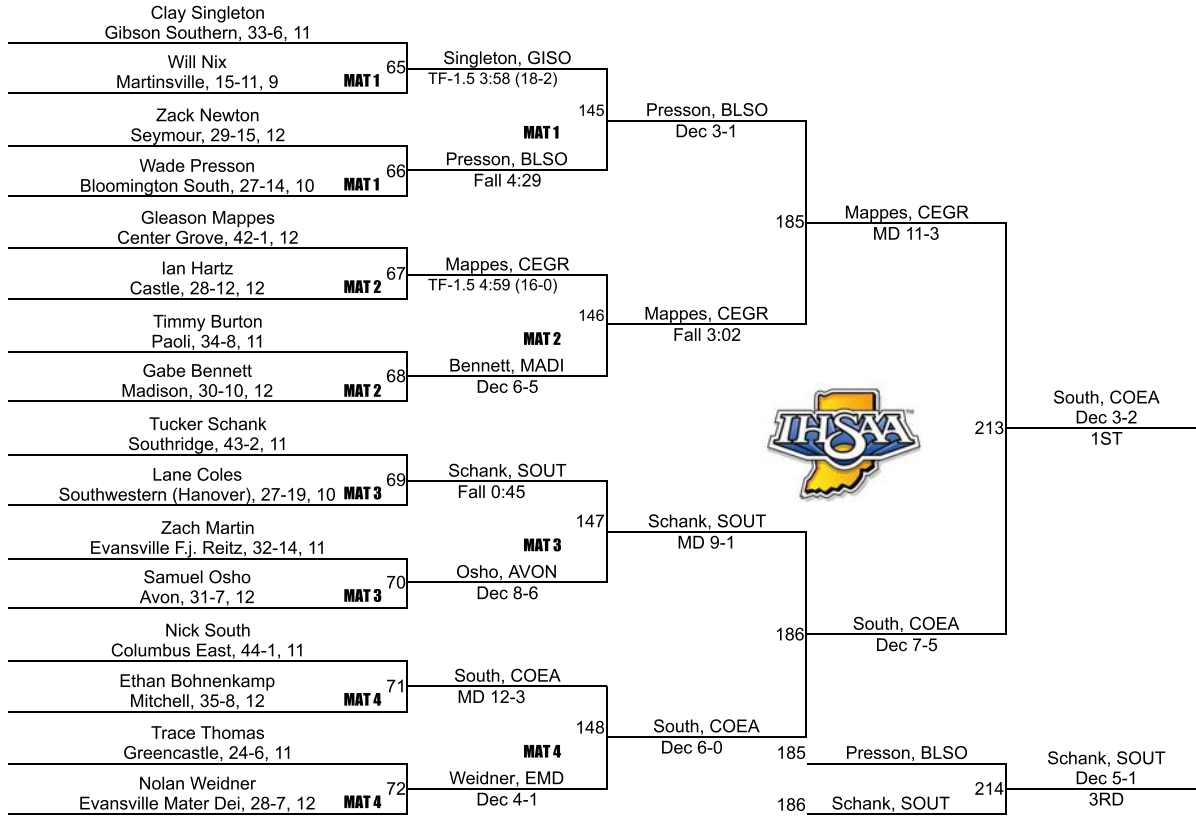 Clay Singleton
Gibson Southern, 33-6, 11
Will Nix
Martinsville, 15-11, 9
MAT 1
65
Zack Newton
Seymour, 29-15, 12
Wade Presson
Bloomington South, 27-14, 10
MAT 1
66
Gleason Mappes
Center Grove, 42-1, 12
Ian Hartz
Castle, 28-12, 12
MAT 2
67
Timmy Burton
Paoli, 34-8, 11
Gabe Bennett
Madison, 30-10, 12
MAT 2
68
Tucker Schank
Southridge, 43-2, 11
Lane Coles
Southwestern (Hanover), 27-19, 10
MAT 3
69
Zach Martin
Evansville F.j. Reitz, 32-14, 11
Samuel Osho
Avon, 31-7, 12
MAT 3
70
Nick South
Columbus East, 44-1, 11
Ethan Bohnenkamp
Mitchell, 35-8, 12
MAT 4
71
Trace Thomas
Greencastle, 24-6, 11
Nolan Weidner
Evansville Mater Dei, 28-7, 12
MAT 4
72
Singleton, GISO
TF-1.5 3:58 (18-2)
145
MAT 1
Presson, BLSO
Fall 4:29
Mappes, CEGR
TF-1.5 4:59 (16-0)
146
MAT 2
Bennett, MADI
Dec 6-5
Schank, SOUT
Fall 0:45
147
MAT 3
Osho, AVON
Dec 8-6
South, COEA
MD 12-3
148
MAT 4
Weidner, EMD
Dec 4-1
Presson, BLSO
Dec 3-1
185
Mappes, CEGR
Fall 3:02
Schank, SOUT
MD 9-1
186
South, COEA
Dec 6-0
Mappes, CEGR
MD 11-3
IHSAA
TM
213
South, COEA
Dec 7-5
South, COEA
Dec 3-2
1ST
185
Presson, BLSO
214
186
Schank, SOUT
Schank, SOUT
Dec 5-1
3RD